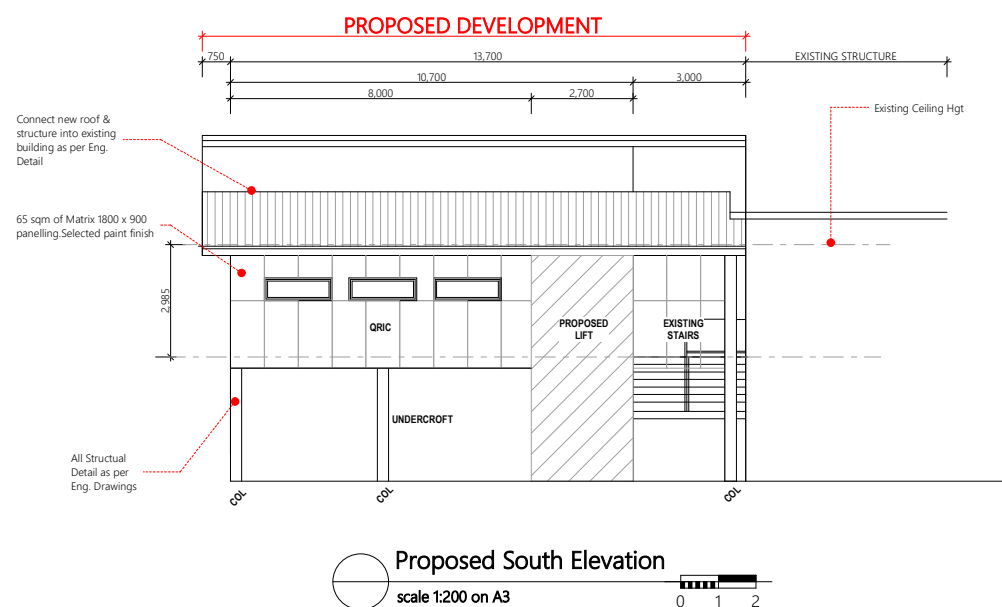 PROPOSED DEVELOPMENT
750
13,700
EXISTING STRUCTURE
10,700
3,000
8,000
2,700
Existing Ceiling Hgt
Connect new roof &
structure into existing
building as per Eng.
Detail
65 sqm of Matrix 1800 x 900
panelling.Selected paint finish
2,985
QRIC
PROPOSED
LIFT
EXISTING
STAIRS
UNDERCROFT
All Structual
Detail as per
Eng. Drawings
COL
COL
COL
Proposed South Elevation
scale 1:200 on A3
0 1 2